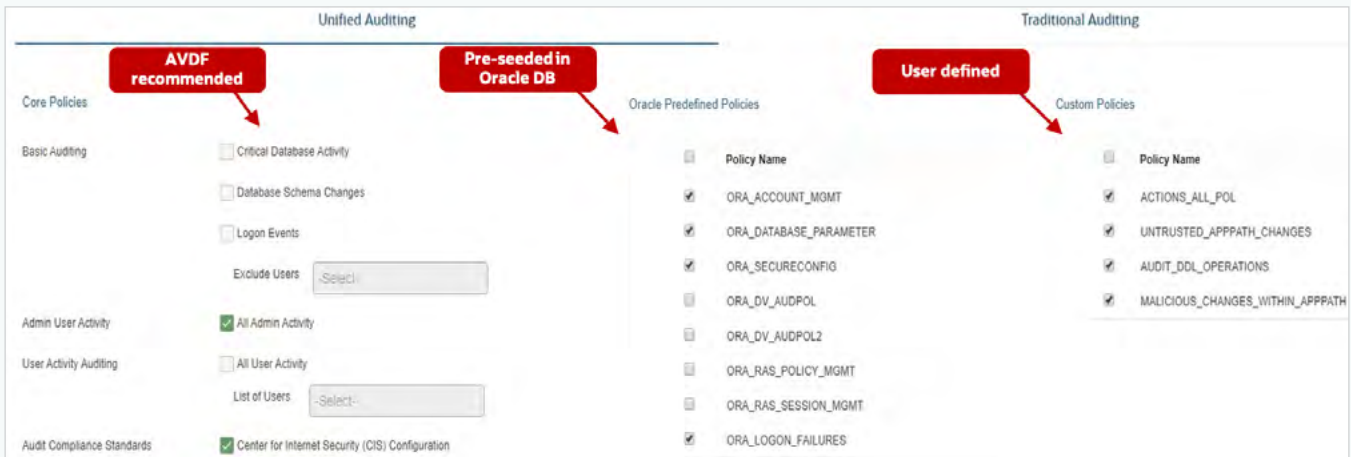 Unified Auditing
Traditional Auditing
AVDF
recommended
Pre-seeded in
Oracle DB
User defined
Core Policies
Oracle Predefined Policies
Custom Policies
Basic Auditing
Critical Database Activity
Database Schema Changes
Logon Events
Exclude Users
-Select-
Admin User Activity
All Admin Activity
User Activity Auditing
All User Activity
List of Users
-Select-
Audit Compliance Standards
Center for Internet Security (CIS) Configuration
Policy Name
ORA_ACCOUNT_MGMT
ORA_DATABASE_PARAMETER
ORA_SECURECONFIG
ORA_DV_AUDPOL
ORA_DV_AUDPOL2
ORA_RAS_POLICY_MGMT
ORA_RAS_SESSION_MGMT
ORA_LOGON_FAILURES
Policy Name
ACTIONS_ALL_POL
UNTRUSTED_APPPATH_CHANGES
AUDIT_DDL_OPERATIONS
MALICIOUS_CHANGES_WITHIN_APPPATH